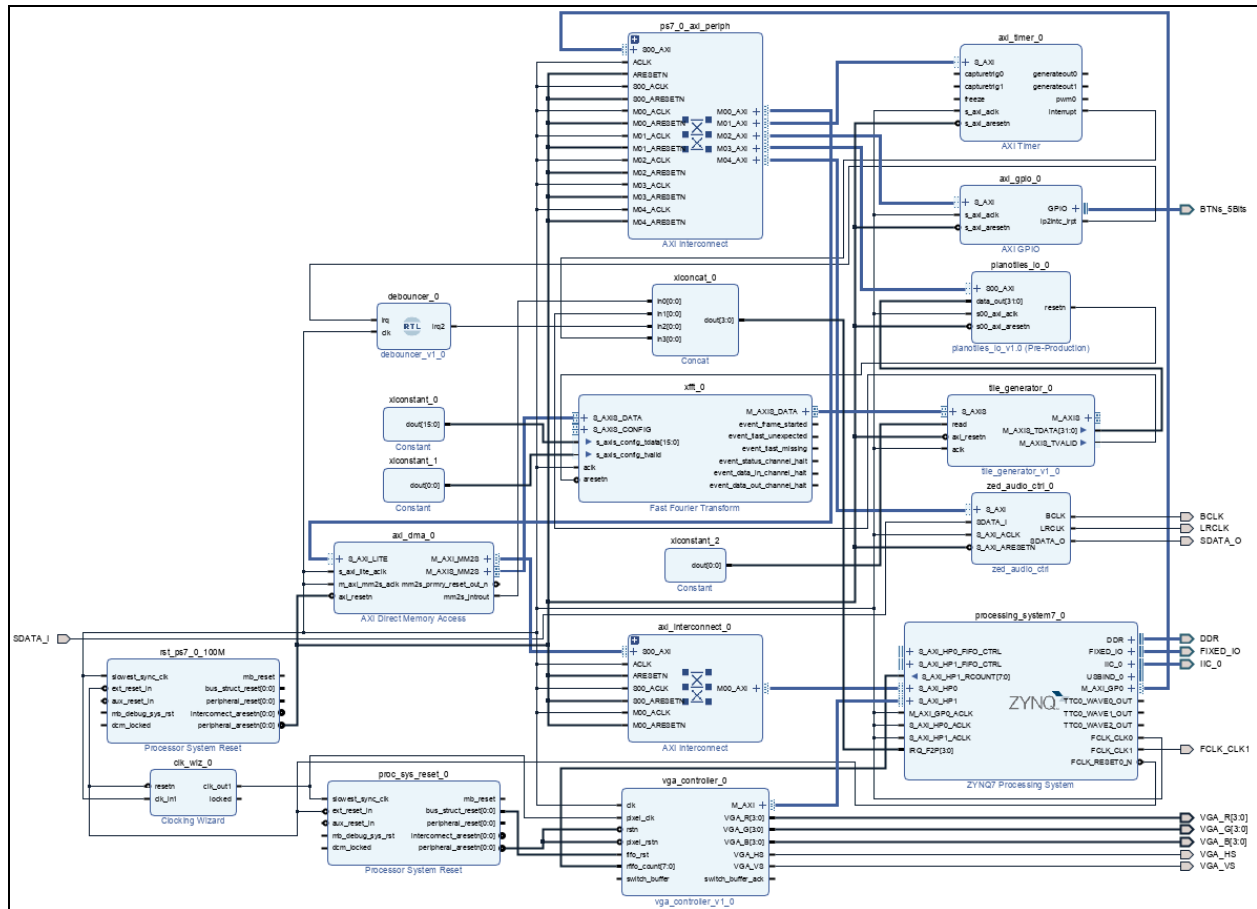 ps7_0_axi_periph
S00_AXI
ACLK
ARESETN
S00_ACLK
S00_ARESETN
M00_ACLK
M00_ARESETN
M01_ACLK
M01_ARESETN
M02_ACLK
M02_ARESETN
M03_ACLK
M03_ARESETN
M04_ACLK
M04_ARESETN
M00_AXI
M01_AXI
M02_AXI
M03_AXI
M04_AXI
AXI Interconnect
axi_timer_0
S_AXI
capturetrig0
capturetrig1
freeze
s_axi_aclk
s_axi_aresetn
generateout0
generateout1
pwm0
interrupt
AXI Timer
axi_gpio_0
S_AXI
s_axi_aclk
s_axi_aresetn
GPIO
ip2intc_irpt
AXI GPIO
BTNs_5Bits
pianotiles_io_0
S00_AXI
data_out[31:0]
s00_axi_aclk
s00_axi_aresetn
resetn
pianotiles_io_v1.0 (Pre-Production)
debouncer_0
irq
clk
RTL
irq2
debouncer_v1_0
xlconcat_0
In0[0:0]
In1[0:0]
In2[0:0]
In3[0:0]
dout[3:0]
Concat
xlconstant_0
dout[15:0]
Constant
xlconstant_1
dout[0:0]
Constant
xfft_0
S_AXIS_DATA
S_AXIS_CONFIG
s_axis_config_tdata[15:0]
s_axis_config_tvalid
aclk
aresetn
M_AXIS_DATA
event_frame_started
event_tlast_unexpected
event_tlast_missing
event_status_channel_halt
event_data_in_channel_halt
event_data_out_channel_halt
Fast Fourier Transform
tile_generator_0
S_AXIS
read
axi_resetn
aclk
M_AXIS
M_AXIS_TDATA[31:0]
M_AXIS_TVALID
tile_generator_v1_0
zed_audio_ctrl_0
S_AXI
SDATA_I
S_AXI_ACLK
S_AXI_ARESETN
BCLK
LRCLK
SDATA_O
zed_audio_ctrl
BCLK
LRCLK
SDATA_O
axi_dma_0
S_AXI_LITE
s_axi_lite_aclk
m_axi_mm2s_aclk
axi_resetn
M_AXI_MM2S
M_AXIS_MM2S
mm2s_prmry_reset_out_n
mm2s_introut
AXI Direct Memory Access
xlconstant_2
dout[0:0]
Constant
SDATA_I
axi_interconnect_0
S00_AXI
ACLK
ARESETN
S00_ACLK
S00_ARESETN
M00_ACLK
M00_ARESETN
M00_AXI
AXI Interconnect
processing_system7_0
S_AXI_HP0_FIFO_CTRL
S_AXI_HP1_FIFO_CTRL
S_AXI_HP1_RCOUNT[7:0]
S_AXI_HP0
S_AXI_HP1
M_AXI_GP0_ACLK
S_AXI_HP0_ACLK
S_AXI_HP1_ACLK
IRQ_F2P[3:0]
ZYNQ
DDR
FIXED_IO
IIC_0
USBIND_0
M_AXI_GP0
TTC0_WAVE0_OUT
TTC0_WAVE1_OUT
TTC0_WAVE2_OUT
FCLK_CLK0
FCLK_CLK1
FCLK_RESET0_N
ZYNQ7 Processing System
DDR
FIXED_IO
IIC_0
FCLK_CLK1
rst_ps7_0_100M
slowest_sync_clk
ext_reset_in
aux_reset_in
mb_debug_sys_rst
dcm_locked
mb_reset
bus_struct_reset[0:0]
peripheral_reset[0:0]
interconnect_aresetn[0:0]
peripheral_aresetn[0:0]
Processor System Reset
clk_wiz_0
resetn
clk_in1
clk_out1
locked
Clocking Wizard
proc_sys_reset_0
slowest_sync_clk
ext_reset_in
aux_reset_in
mb_debug_sys_rst
dcm_locked
mb_reset
bus_struct_reset[0:0]
peripheral_reset[0:0]
interconnect_aresetn[0:0]
peripheral_aresetn[0:0]
Processor System Reset
vga_controller_0
clk
pixel_clk
rstn
pixel_rstn
fifo_rst
rfifo_count[7:0]
switch_buffer
M_AXI
VGA_R[3:0]
VGA_G[3:0]
VGA_B[3:0]
VGA_HS
VGA_VS
switch_buffer_ack
vga_controller_v1_0
VGA_R[3:0]
VGA_G[3:0]
VGA_B[3:0]
VGA_HS
VGA_VS